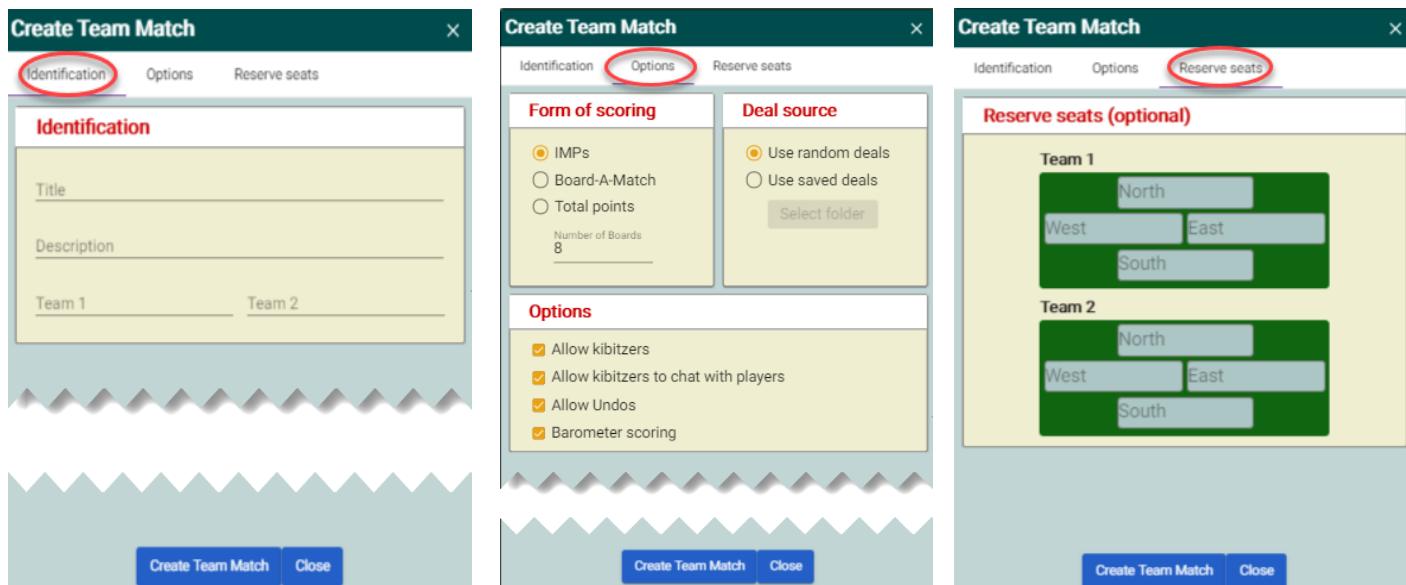 Create Team Match ×
Identification Options Reserve seats
Identification
Title
Description
Team 1 Team 2
Create Team Match Close
Create Team Match ×
Identification Options Reserve seats
Form of scoring
IMPs
Board-A-Match
Total points
Number of Boards
8
Deal source
Use random deals
Use saved deals
Select folder
Options
Allow kibitzers
Allow kibitzers to chat with players
Allow Undos
Barometer scoring
Create Team Match Close
Create Team Match ×
Identification Options Reserve seats
Reserve seats (optional)
Team 1
North
West East
South
Team 2
North
West East
South
Create Team Match Close